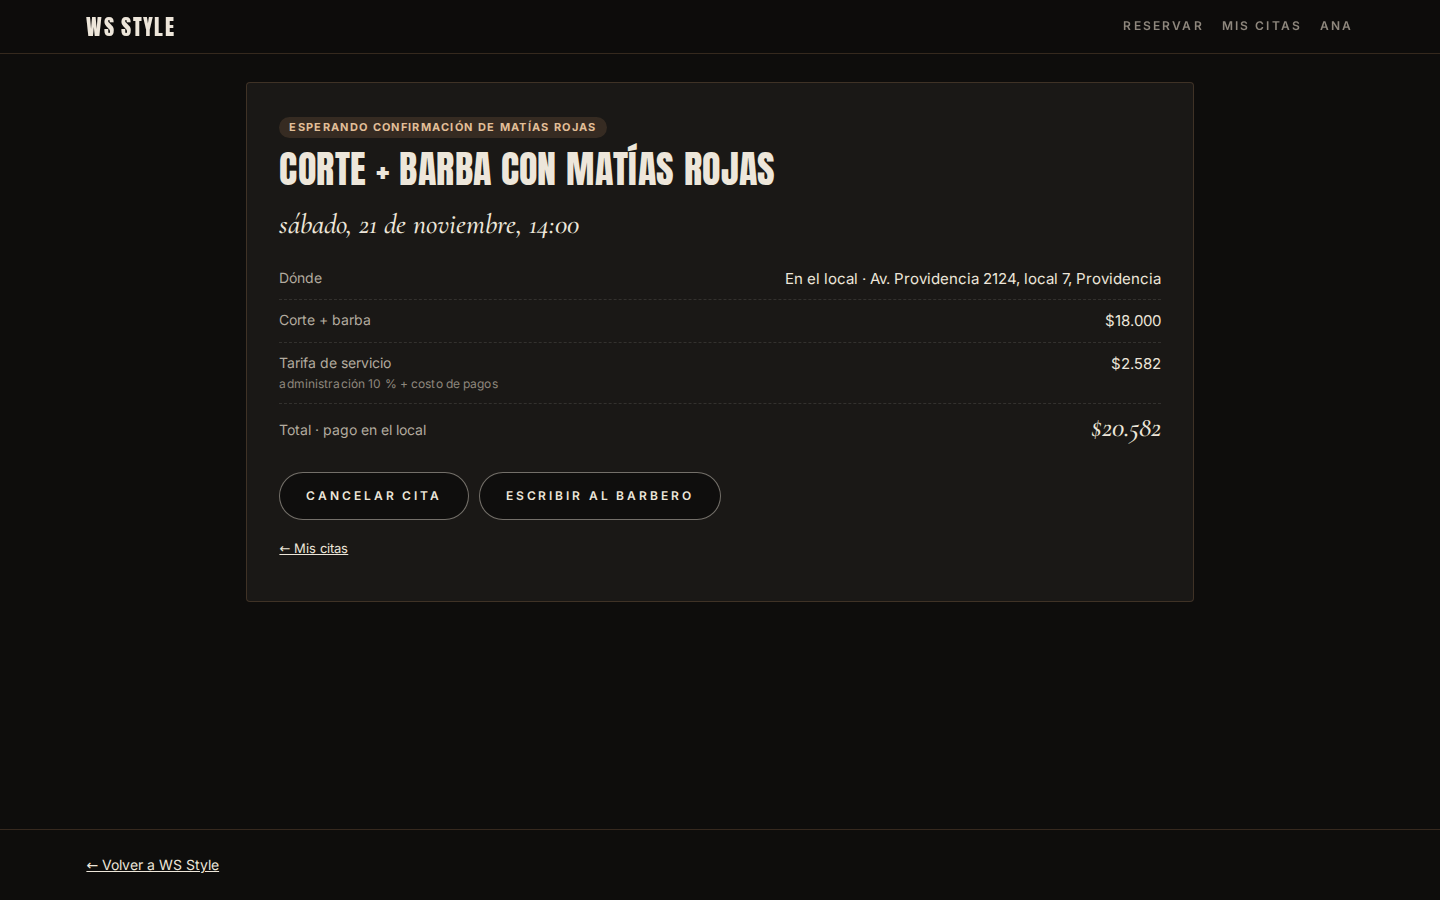 WS STYLE
RESERVAR MIS CITAS ANA
ESPERANDO CONFIRMACIÓN DE MATÍAS ROJAS
CORTE + BARBA CON MATÍAS ROJAS
sábado, 21 de noviembre, 14:00
Dónde En el local · Av. Providencia 2124, local 7, Providencia
Corte + barba $18.000
Tarifa de servicio $2.582
administración 10 % + costo de pagos
Total · pago en el local $20.582
CANCELAR CITA ESCRIBIR AL BARBERO
← Mis citas
← Volver a WS Style